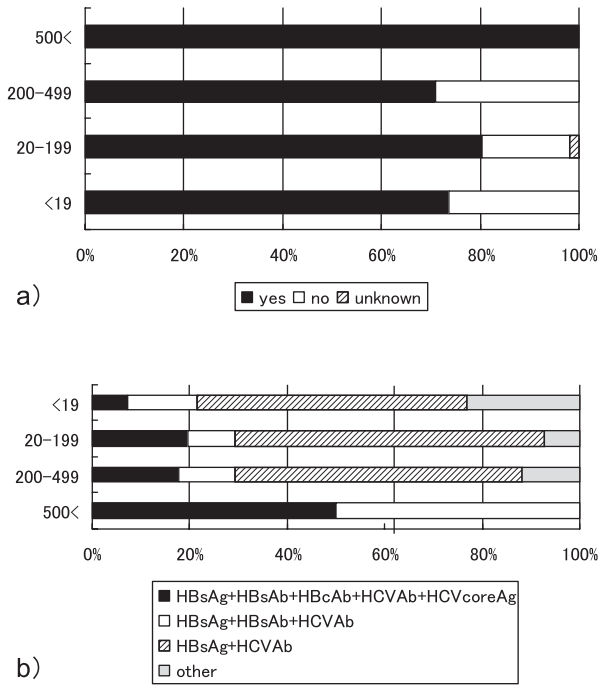 500<
200-499
20-199
<19
0% 20% 40% 60% 80% 100%
a)
yes no unknown
<19
20-199
200-499
500<
0% 20% 40% 60% 80% 100%
HBsAg+HBsAb+HBcAb+HCVAb+HCVcoreAg
HBsAg+HBsAb+HCVAb
HBsAg+HCVAb
other
b)